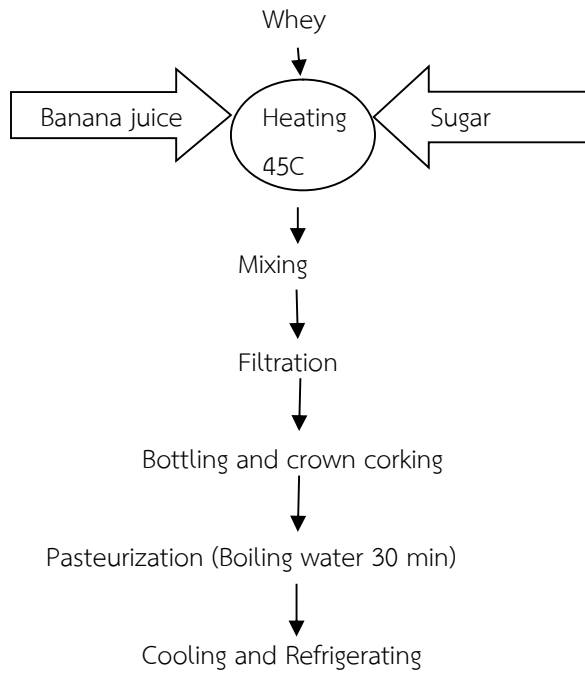 Whey
Banana juice
Heating
45C
Sugar
Mixing
Filtration
Bottling and crown corking
Pasteurization (Boiling water 30 min)
Cooling and Refrigerating